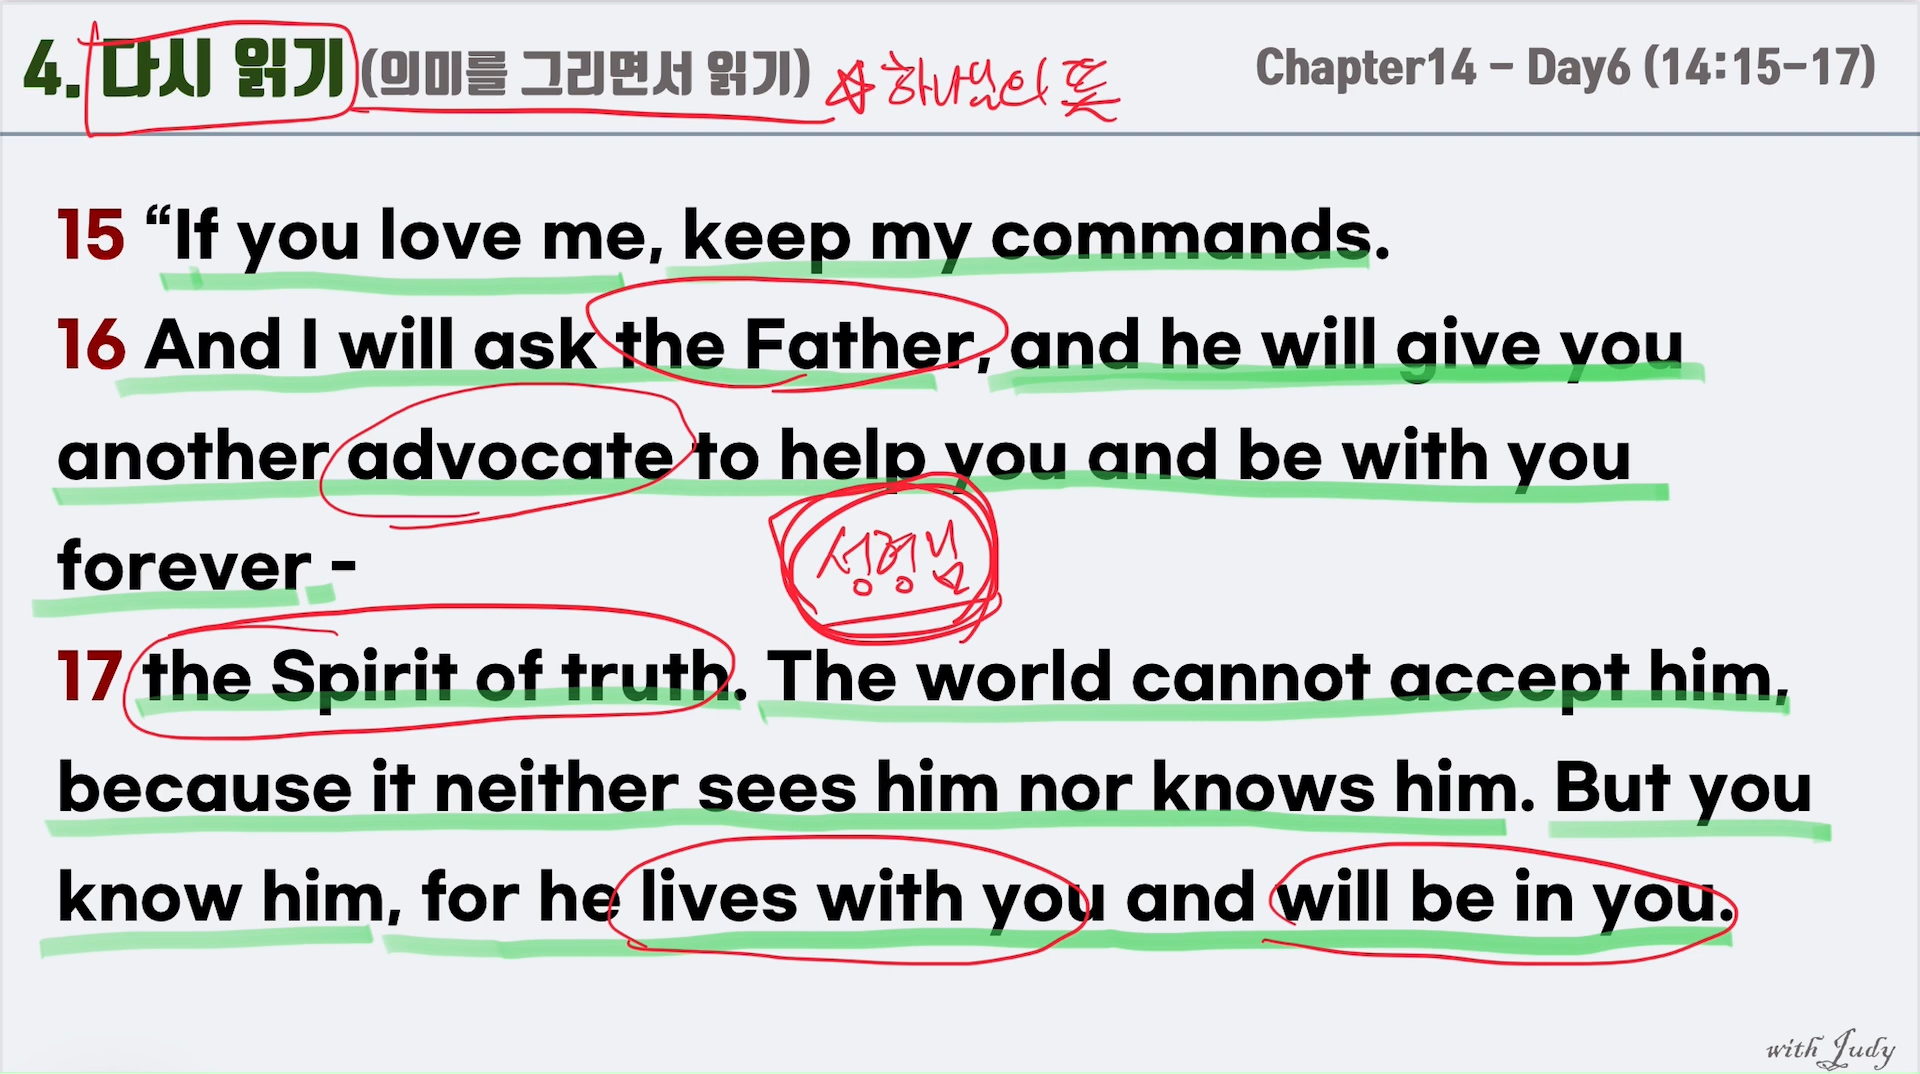 4. 다시 읽기 (의미를 그리면서 읽기) ☆ 하나님의 뜻 Chapter14 - Day6 (14:15-17)
15 “If you love me, keep my commands.
16 And I will ask the Father, and he will give you
another advocate to help you and be with you
forever -
성령님
17 the Spirit of truth. The world cannot accept him,
because it neither sees him nor knows him. But you
know him, for he lives with you and will be in you.
with Judy